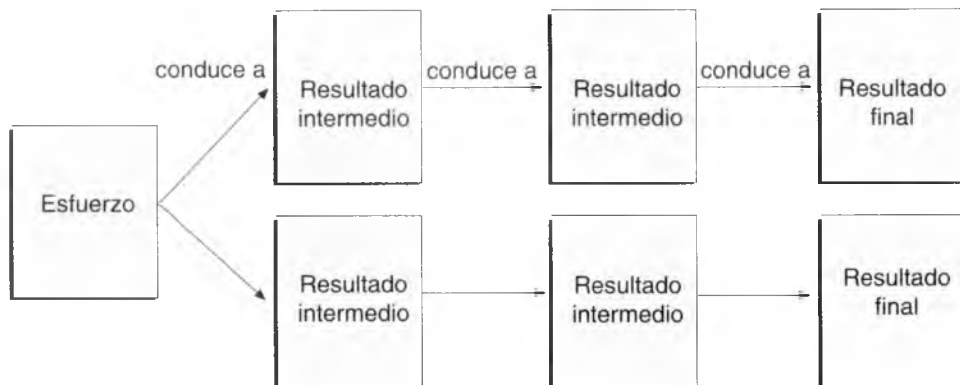 conduce a
conduce a
conduce a
Resultado
intermedio
Resultado
intermedio
Resultado
final
Esfuerzo
Resultado
intermedio
Resultado
intermedio
Resultado
final